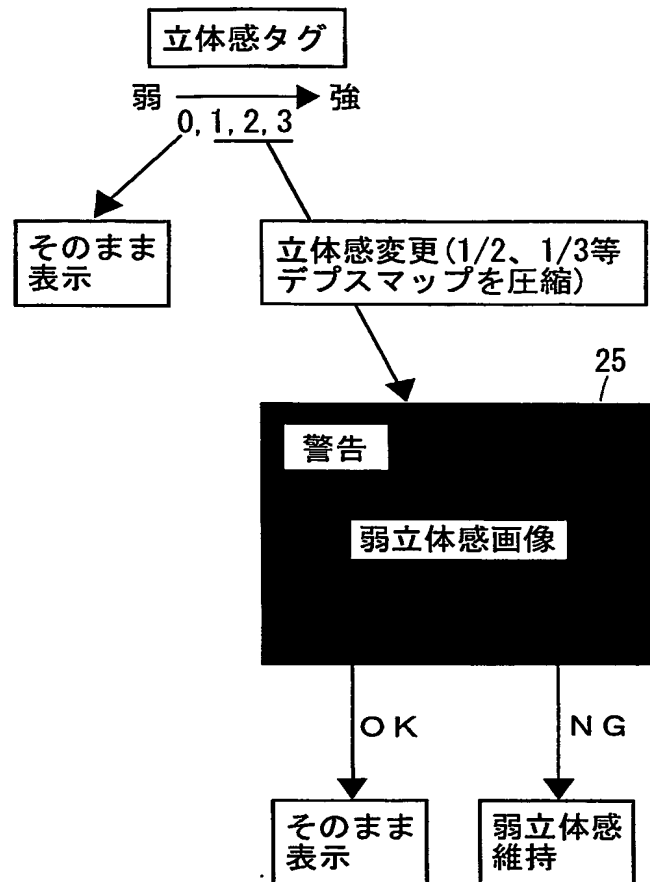 立体感タグ
弱 強
0, 1, 2, 3
そのまま
表示
立体感変更(1/2、1/3等
デプスマップを圧縮)
25
警告
弱立体感画像
OK NG
そのまま
表示
弱立体感
維持